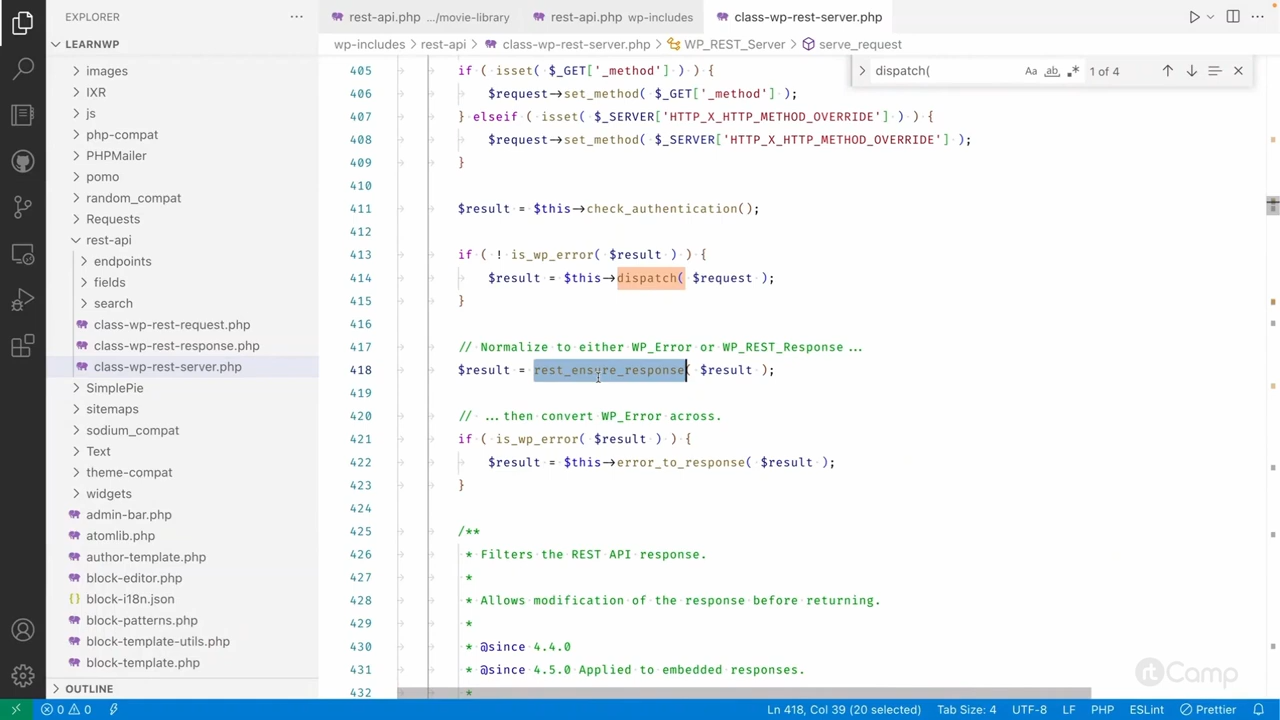 EXPLORER
rest-api.php .../movie-library
rest-api.php wp-includes
class-wp-rest-server.php
LEARNWP
wp-includes > rest-api > class-wp-rest-server.php > WP_REST_Server > serve_request
dispatch(
Aa ab .* 1 of 4
images
IXR
js
php-compat
PHPMailer
pomo
random_compat
Requests
rest-api
endpoints
fields
search
class-wp-rest-request.php
class-wp-rest-response.php
class-wp-rest-server.php
SimplePie
sitemaps
sodium_compat
Text
theme-compat
widgets
admin-bar.php
atomlib.php
author-template.php
block-editor.php
block-i18n.json
block-patterns.php
block-template-utils.php
block-template.php
OUTLINE
405 if ( isset( $_GET['_method'] ) ) {
406 $request->set_method( $_GET['_method'] );
407 } elseif ( isset( $_SERVER['HTTP_X_HTTP_METHOD_OVERRIDE'] ) ) {
408 $request->set_method( $_SERVER['HTTP_X_HTTP_METHOD_OVERRIDE'] );
409 }
410
411 $result = $this->check_authentication();
412
413 if ( ! is_wp_error( $result ) ) {
414 $result = $this->dispatch( $request );
415 }
416
417 // Normalize to either WP_Error or WP_REST_Response ...
418 $result = rest_ensure_response( $result );
419
420 // ...then convert WP_Error across.
421 if ( is_wp_error( $result ) ) {
422 $result = $this->error_to_response( $result );
423 }
424
425 /**
426 * Filters the REST API response.
427 *
428 * Allows modification of the response before returning.
429 *
430 * @since 4.4.0
431 * @since 4.5.0 Applied to embedded responses.
432 *
rtCamp
0 0 Ln 418, Col 39 (20 selected) Tab Size: 4 UTF-8 LF PHP ESLint Prettier